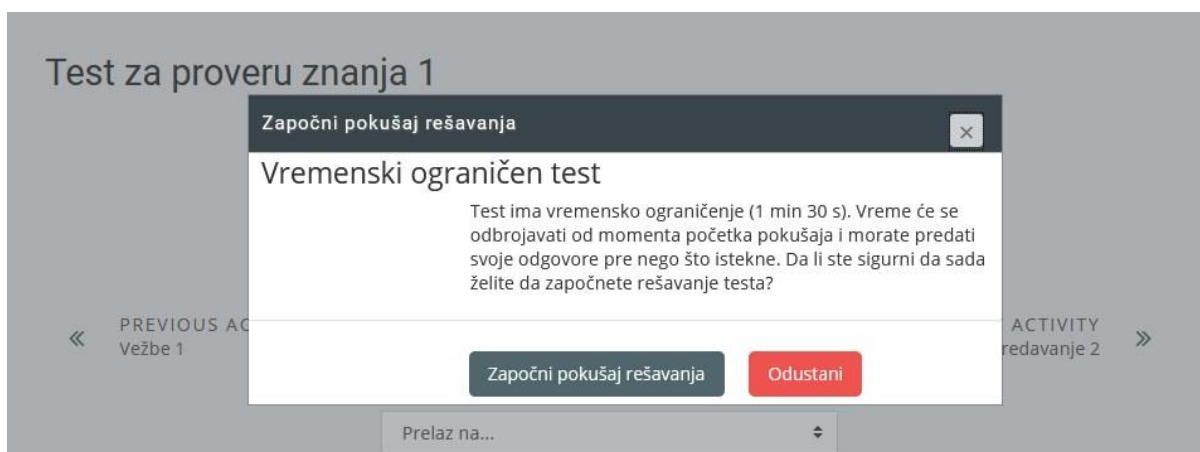 Test za proveru znanja 1
Započni pokušaj rešavanja
×
Vremenski ograničen test
Test ima vremensko ograničenje (1 min 30 s). Vreme će se
odbrojavati od momenta početka pokušaja i morate predati
svoje odgovore pre nego što istekne. Da li ste sigurni da sada
želite da započnete rešavanje testa?
PREVIOUS AC
Vežbe 1
ACTIVITY
redavanje 2
Započni pokušaj rešavanja
Odustani
Prelaz na...